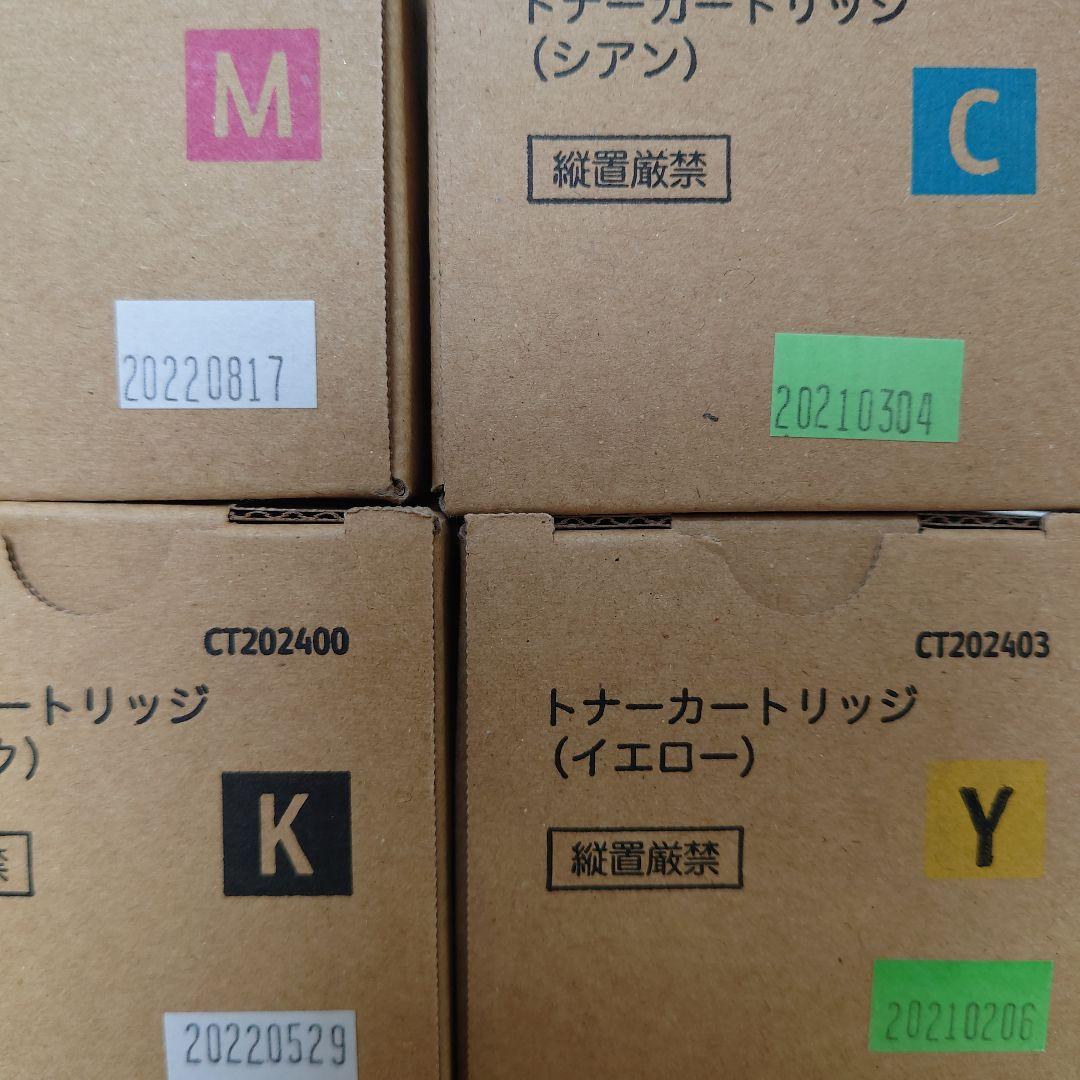 M
20220817
トナーカートリッジ
(シアン)
C
縦置厳禁
20210304
CT202400
ートリッジ
ク)
K
禁
20220529
CT202403
トナーカートリッジ
(イエロー)
Y
縦置厳禁
20210206